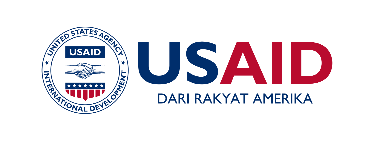 UNITED STATES AGENCY
USAID
INTERNATIONAL DEVELOPMENT
USAID
DARI RAKYAT AMERIKA